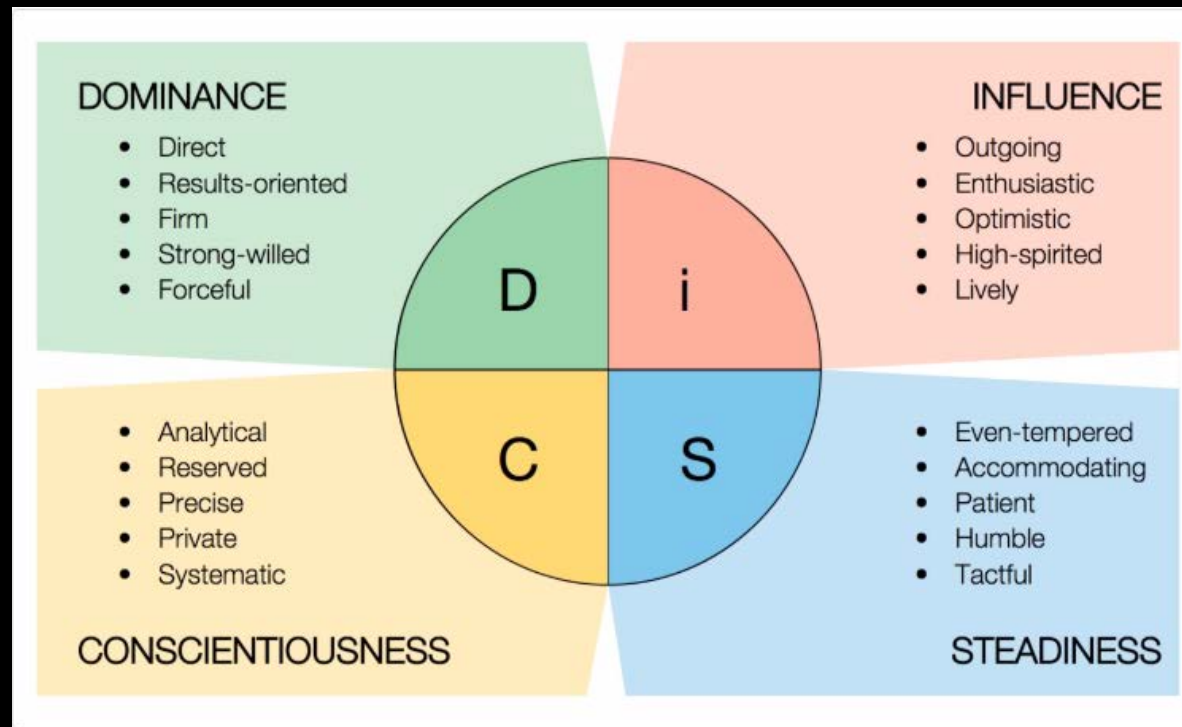 DOMINANCE
• Direct
• Results-oriented
• Firm
• Strong-willed
• Forceful
INFLUENCE
• Outgoing
• Enthusiastic
• Optimistic
• High-spirited
• Lively
D
i
C
S
• Analytical
• Reserved
• Precise
• Private
• Systematic
CONSCIENTIOUSNESS
• Even-tempered
• Accommodating
• Patient
• Humble
• Tactful
STEADINESS